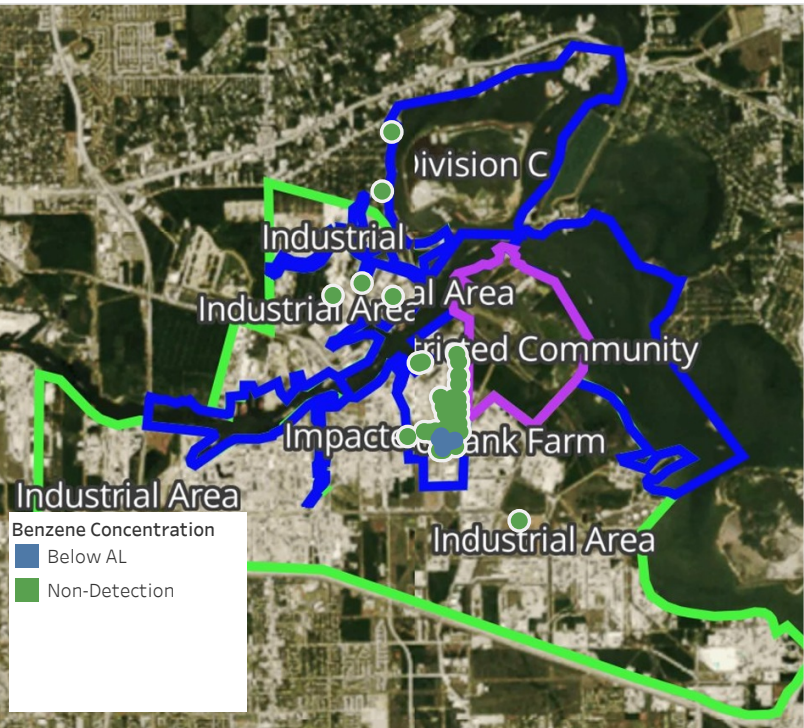 Division C
Industrial
al Area
Industrial Area
tricted Community
Impacte
ank Farm
Industrial Area
Industrial Area
Benzene Concentration
Below AL
Non-Detection